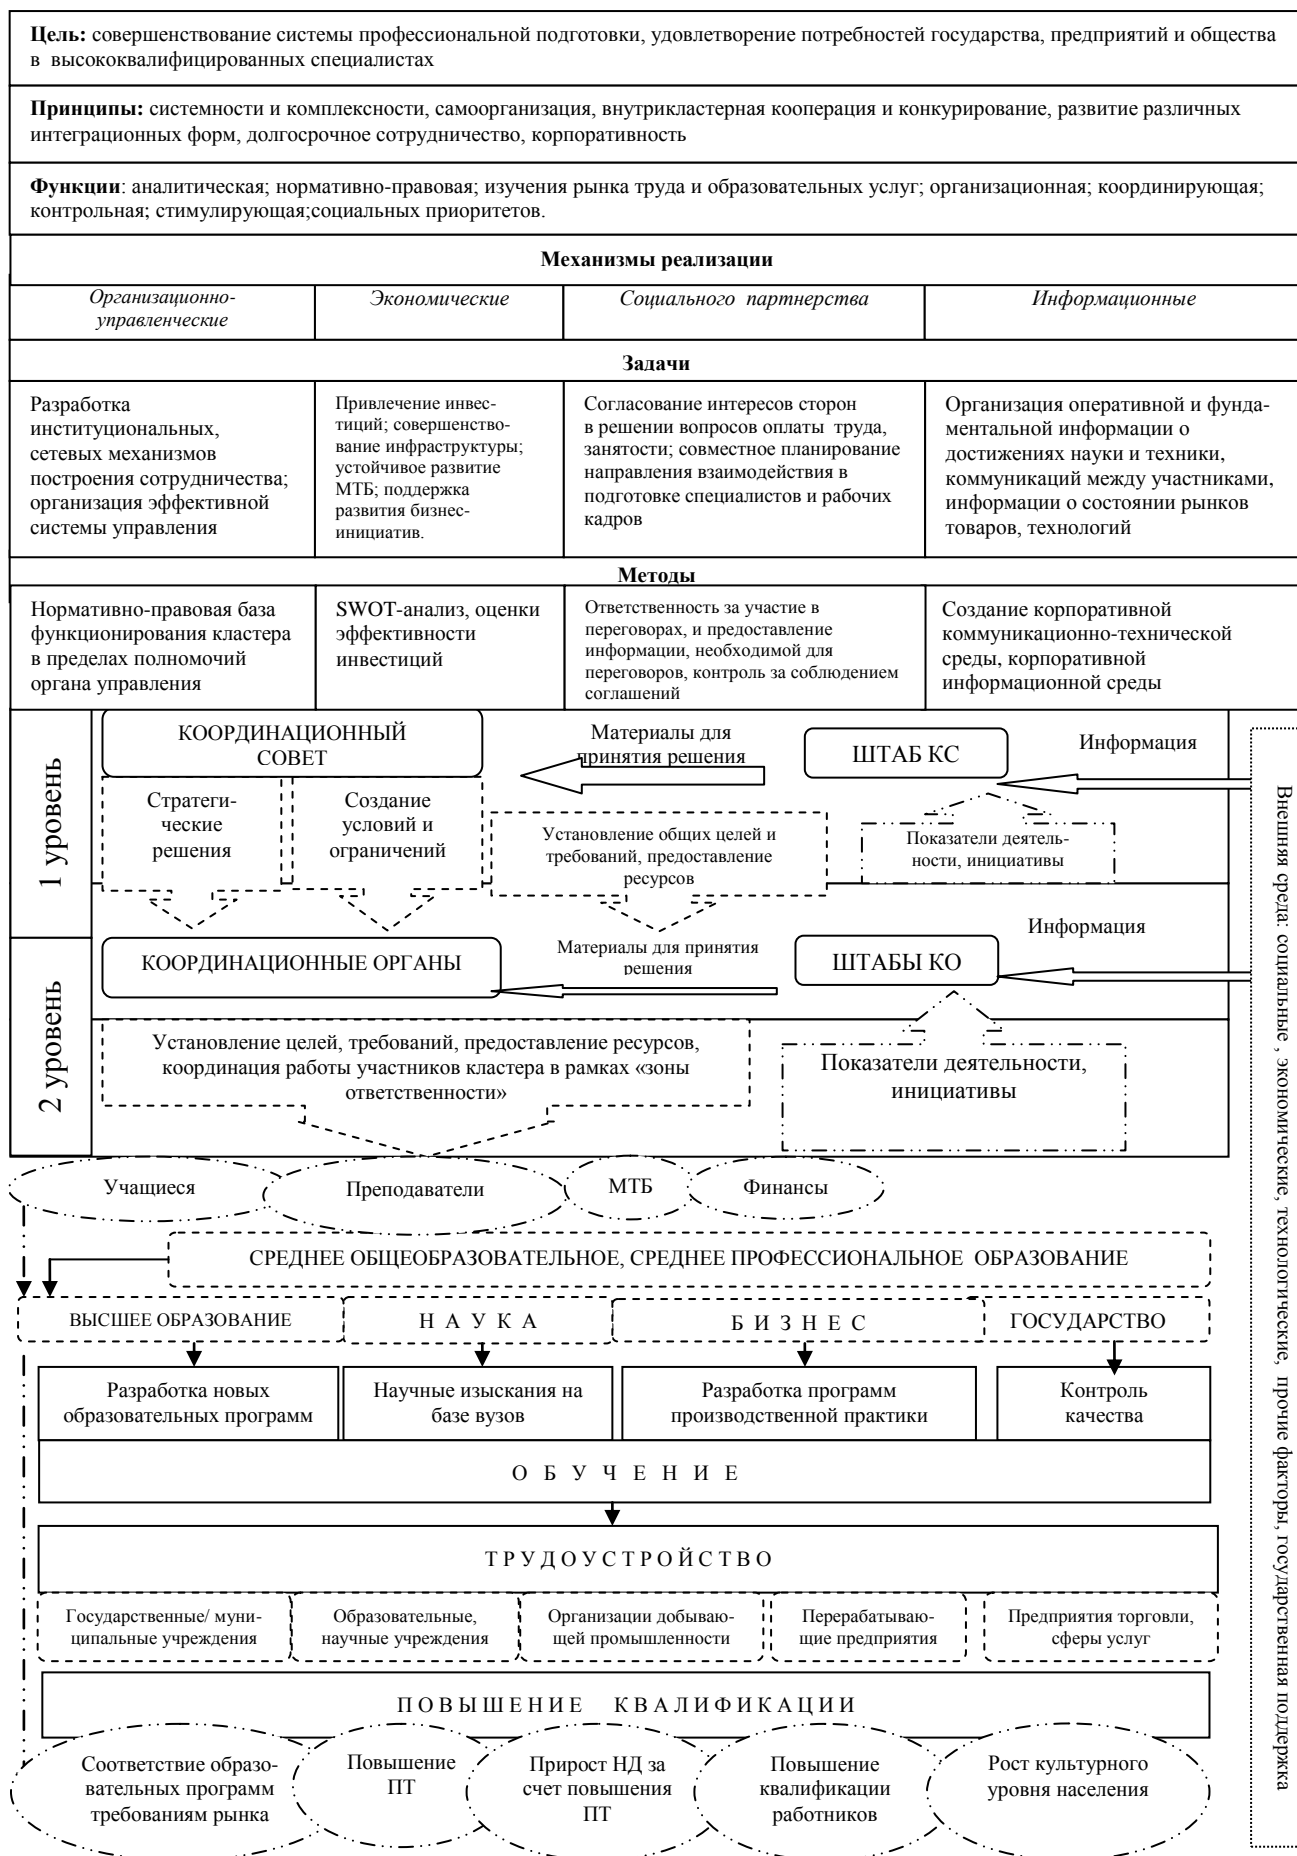 Цель: совершенствование системы профессиональной подготовки, удовлетворение потребностей государства, предприятий и общества
в высококвалифицированных специалистах
Принципы: системности и комплексности, самоорганизация, внутрикластерная кооперация и конкурирование, развитие различных
интеграционных форм, долгосрочное сотрудничество, корпоративность
Функции: аналитическая; нормативно-правовая; изучения рынка труда и образовательных услуг; организационная; координирующая;
контрольная; стимулирующая;социальных приоритетов.
Механизмы реализации
Организационно-
управленческие
Экономические
Социального партнерства
Информационные
Задачи
Разработка
институциональных,
сетевых механизмов
построения сотрудничества;
организация эффективной
системы управления
Привлечение инвес-
тиций; совершенство-
вание инфраструктуры;
устойчивое развитие
МТБ; поддержка
развития бизнес-
инициатив.
Согласование интересов сторон
в решении вопросов оплаты труда,
занятости; совместное планирование
направления взаимодействия в
подготовке специалистов и рабочих
кадров
Организация оперативной и фунда-
ментальной информации о
достижениях науки и техники,
коммуникаций между участниками,
информации о состоянии рынков
товаров, технологий
Методы
Нормативно-правовая база
функционирования кластера
в пределах полномочий
органа управления
SWOT-анализ, оценки
эффективности
инвестиций
Ответственность за участие в
переговорах, и предоставление
информации, необходимой для
переговоров, контроль за соблюдением
соглашений
Создание корпоративной
коммуникационно-технической
среды, корпоративной
информационной среды
1 уровень
КООРДИНАЦИОННЫЙ
СОВЕТ
Материалы для
принятия решения
ШТАБ КС
Информация
Стратеги-
ческие
решения
Создание
условий и
ограничений
Установление общих целей и
требований, предоставление
ресурсов
Показатели деятель-
ности, инициативы
2 уровень
КООРДИНАЦИОННЫЕ ОРГАНЫ
Материалы для принятия
решения
ШТАБЫ КО
Информация
Установление целей, требований, предоставление ресурсов,
координация работы участников кластера в рамках «зоны
ответственности»
Показатели деятельности,
инициативы
Внешняя среда: социальные , экономические, технологические, прочие факторы, государственная поддержка
Учащиеся
Преподаватели
МТБ
Финансы
СРЕДНЕЕ ОБЩЕОБРАЗОВАТЕЛЬНОЕ, СРЕДНЕЕ ПРОФЕССИОНАЛЬНОЕ ОБРАЗОВАНИЕ
ВЫСШЕЕ ОБРАЗОВАНИЕ
Н А У К А
Б И З Н Е С
ГОСУДАРСТВО
Разработка новых
образовательных программ
Научные изыскания на
базе вузов
Разработка программ
производственной практики
Контроль
качества
О Б У Ч Е Н И Е
Т Р У Д О У С Т Р О Й С Т В О
Государственные/ муни-
ципальные учреждения
Образовательные,
научные учреждения
Организации добываю-
щей промышленности
Перерабатываю-
щие предприятия
Предприятия торговли,
сферы услуг
П О В Ы Ш Е Н И Е К В А Л И Ф И К А Ц И И
Соответствие образо-
вательных программ
требованиям рынка
Повышение
ПТ
Прирост НД за
счет повышения
ПТ
Повышение
квалификации
работников
Рост культурного
уровня населения